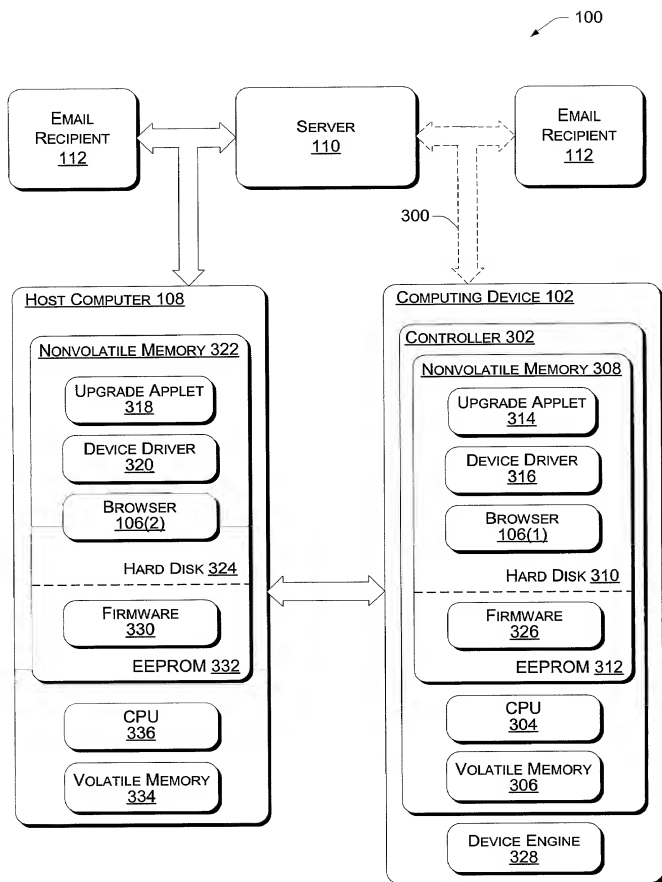 100
EMAIL
RECIPIENT
112
SERVER
110
EMAIL
RECIPIENT
112
300
HOST COMPUTER 108
NONVOLATILE MEMORY 322
UPGRADE APPLET
318
DEVICE DRIVER
320
BROWSER
106(2)
HARD DISK 324
FIRMWARE
330
EEPROM 332
CPU
336
VOLATILE MEMORY
334
COMPUTING DEVICE 102
CONTROLLER 302
NONVOLATILE MEMORY 308
UPGRADE APPLET
314
DEVICE DRIVER
316
BROWSER
106(1)
HARD DISK 310
FIRMWARE
326
EEPROM 312
CPU
304
VOLATILE MEMORY
306
DEVICE ENGINE
328